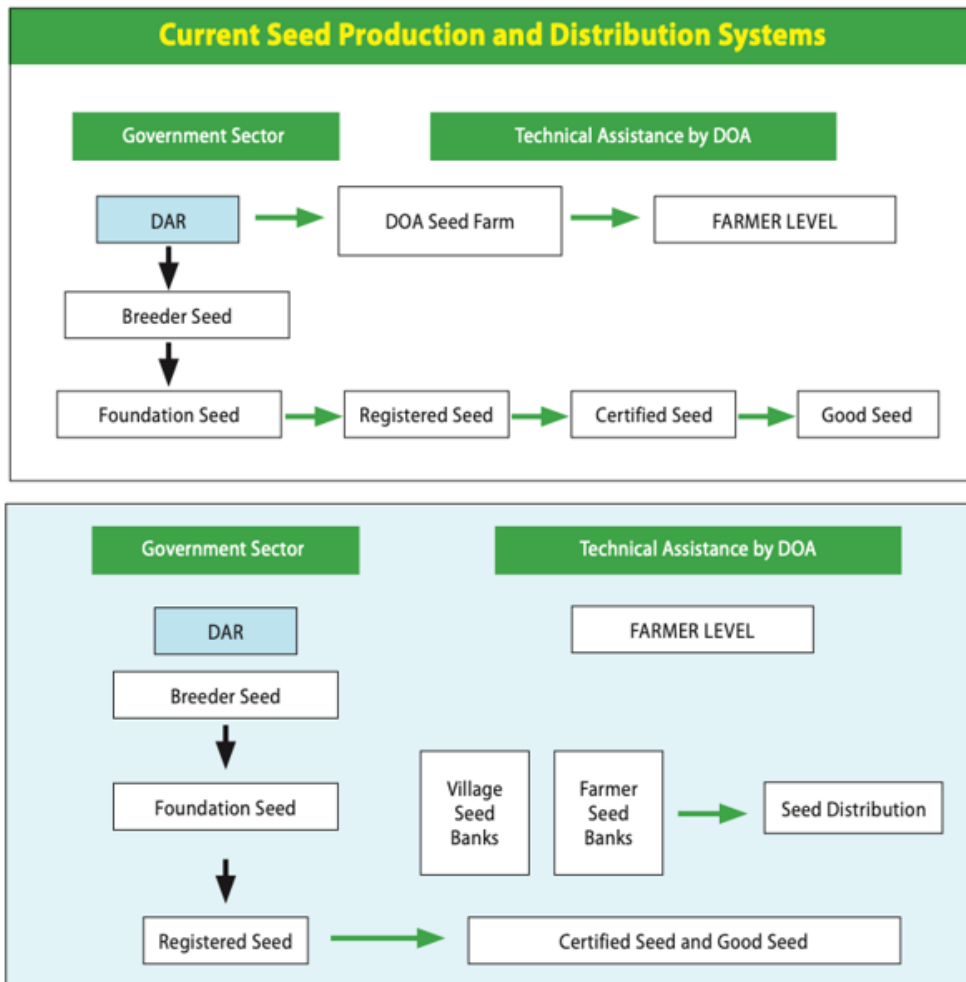 Current Seed Production and Distribution Systems
Government Sector
Technical Assistance by DOA
DAR
DOA Seed Farm
FARMER LEVEL
Breeder Seed
Foundation Seed
Registered Seed
Certified Seed
Good Seed
Government Sector
Technical Assistance by DOA
DAR
FARMER LEVEL
Breeder Seed
Foundation Seed
Village
Seed
Banks
Farmer
Seed
Banks
Seed Distribution
Registered Seed
Certified Seed and Good Seed